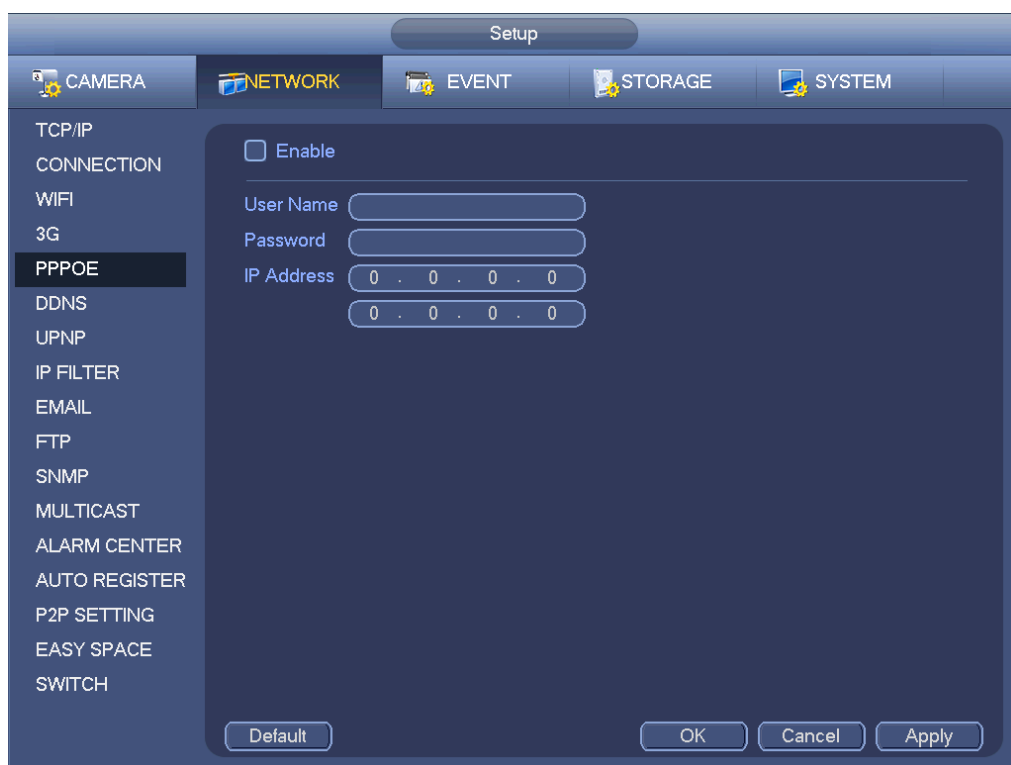 Setup
CAMERA NETWORK EVENT STORAGE SYSTEM
TCP/IP
CONNECTION
WIFI
3G
PPPOE
DDNS
UPNP
IP FILTER
EMAIL
FTP
SNMP
MULTICAST
ALARM CENTER
AUTO REGISTER
P2P SETTING
EASY SPACE
SWITCH
Enable
User Name
Password
IP Address 0 . 0 . 0 . 0
0 . 0 . 0 . 0
Default OK Cancel Apply